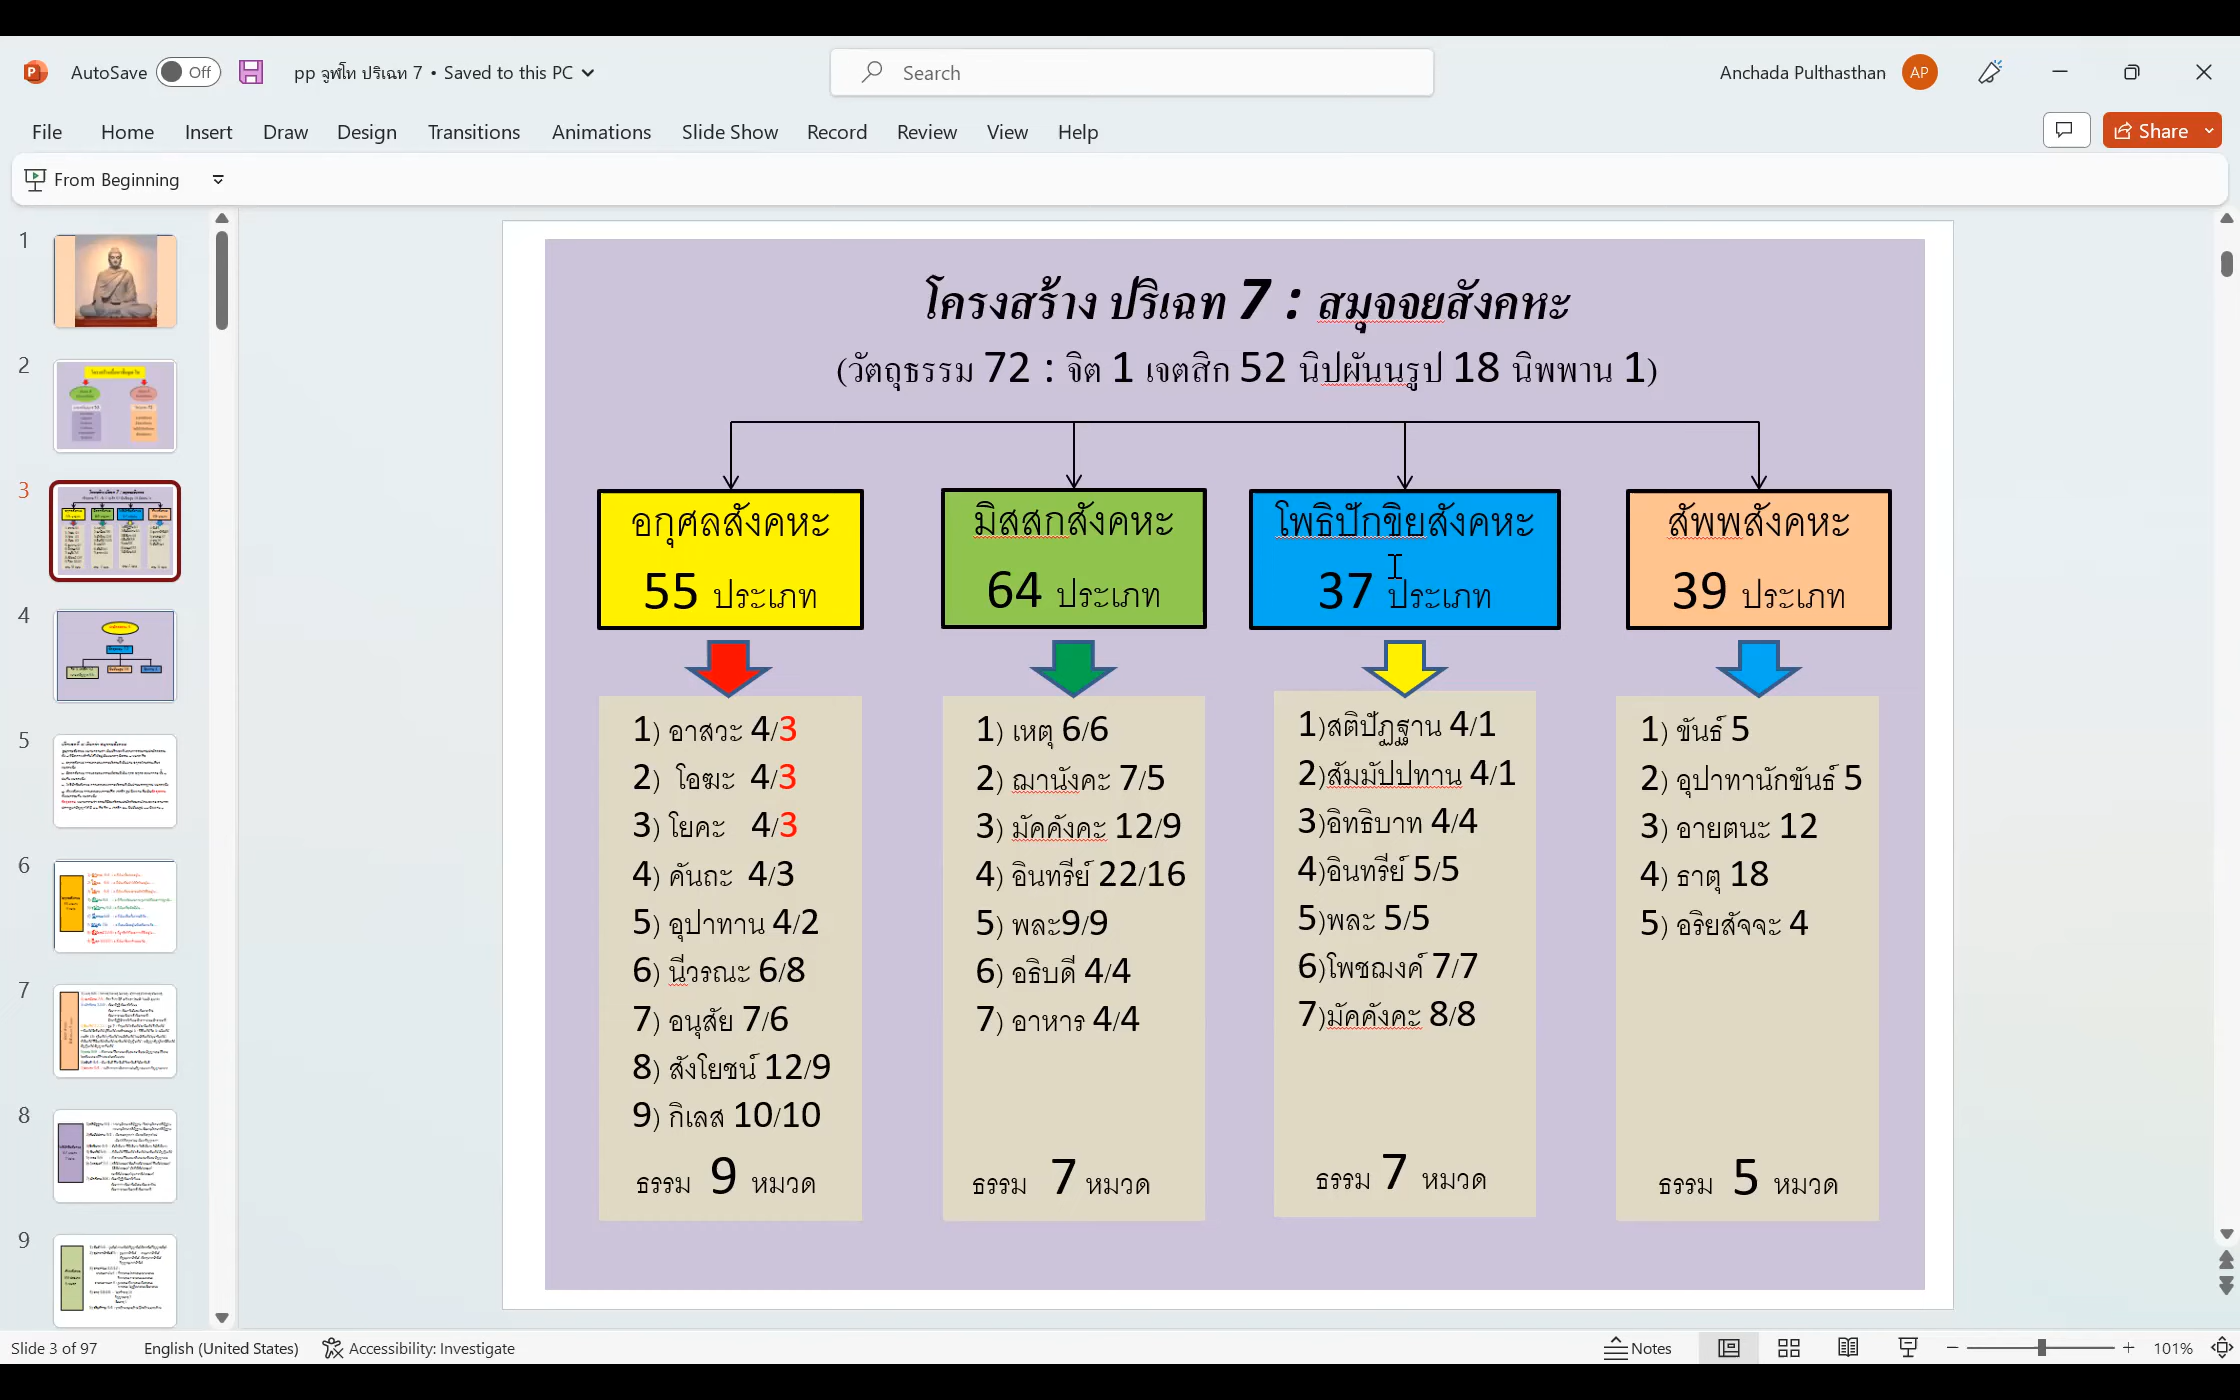 AutoSave Off pp จูฬโท ปริเฉท 7 • Saved to this PC
Search
Anchada Pulthasthan AP
File Home Insert Draw Design Transitions Animations Slide Show Record Review View Help
Share
From Beginning
1
2
3
4
5
6
7
8
9
โครงสร้าง ปริเฉท 7 : สมุจจยสังคหะ
(วัตถุธรรม 72 : จิต 1 เจตสิก 52 นิปผันนรูป 18 นิพพาน 1)
อกุศลสังคหะ
55 ประเภท
1) อาสวะ 4/3
2) โอฆะ 4/3
3) โยคะ 4/3
4) คันถะ 4/3
5) อุปาทาน 4/2
6) นีวรณะ 6/8
7) อนุสัย 7/6
8) สังโยชน์ 12/9
9) กิเลส 10/10
ธรรม 9 หมวด
มิสสกสังคหะ
64 ประเภท
1) เหตุ 6/6
2) ฌานังคะ 7/5
3) มัคคังคะ 12/9
4) อินทรีย์ 22/16
5) พละ9/9
6) อธิบดี 4/4
7) อาหาร 4/4
ธรรม 7 หมวด
โพธิปักขิยสังคหะ
37 ประเภท
1)สติปัฏฐาน 4/1
2)สัมมัปปทาน 4/1
3)อิทธิบาท 4/4
4)อินทรีย์ 5/5
5)พละ 5/5
6)โพชฌงค์ 7/7
7)มัคคังคะ 8/8
ธรรม 7 หมวด
สัพพสังคหะ
39 ประเภท
1) ขันธ์ 5
2) อุปาทานักขันธ์ 5
3) อายตนะ 12
4) ธาตุ 18
5) อริยสัจจะ 4
ธรรม 5 หมวด
Slide 3 of 97 English (United States) Accessibility: Investigate Notes 101%